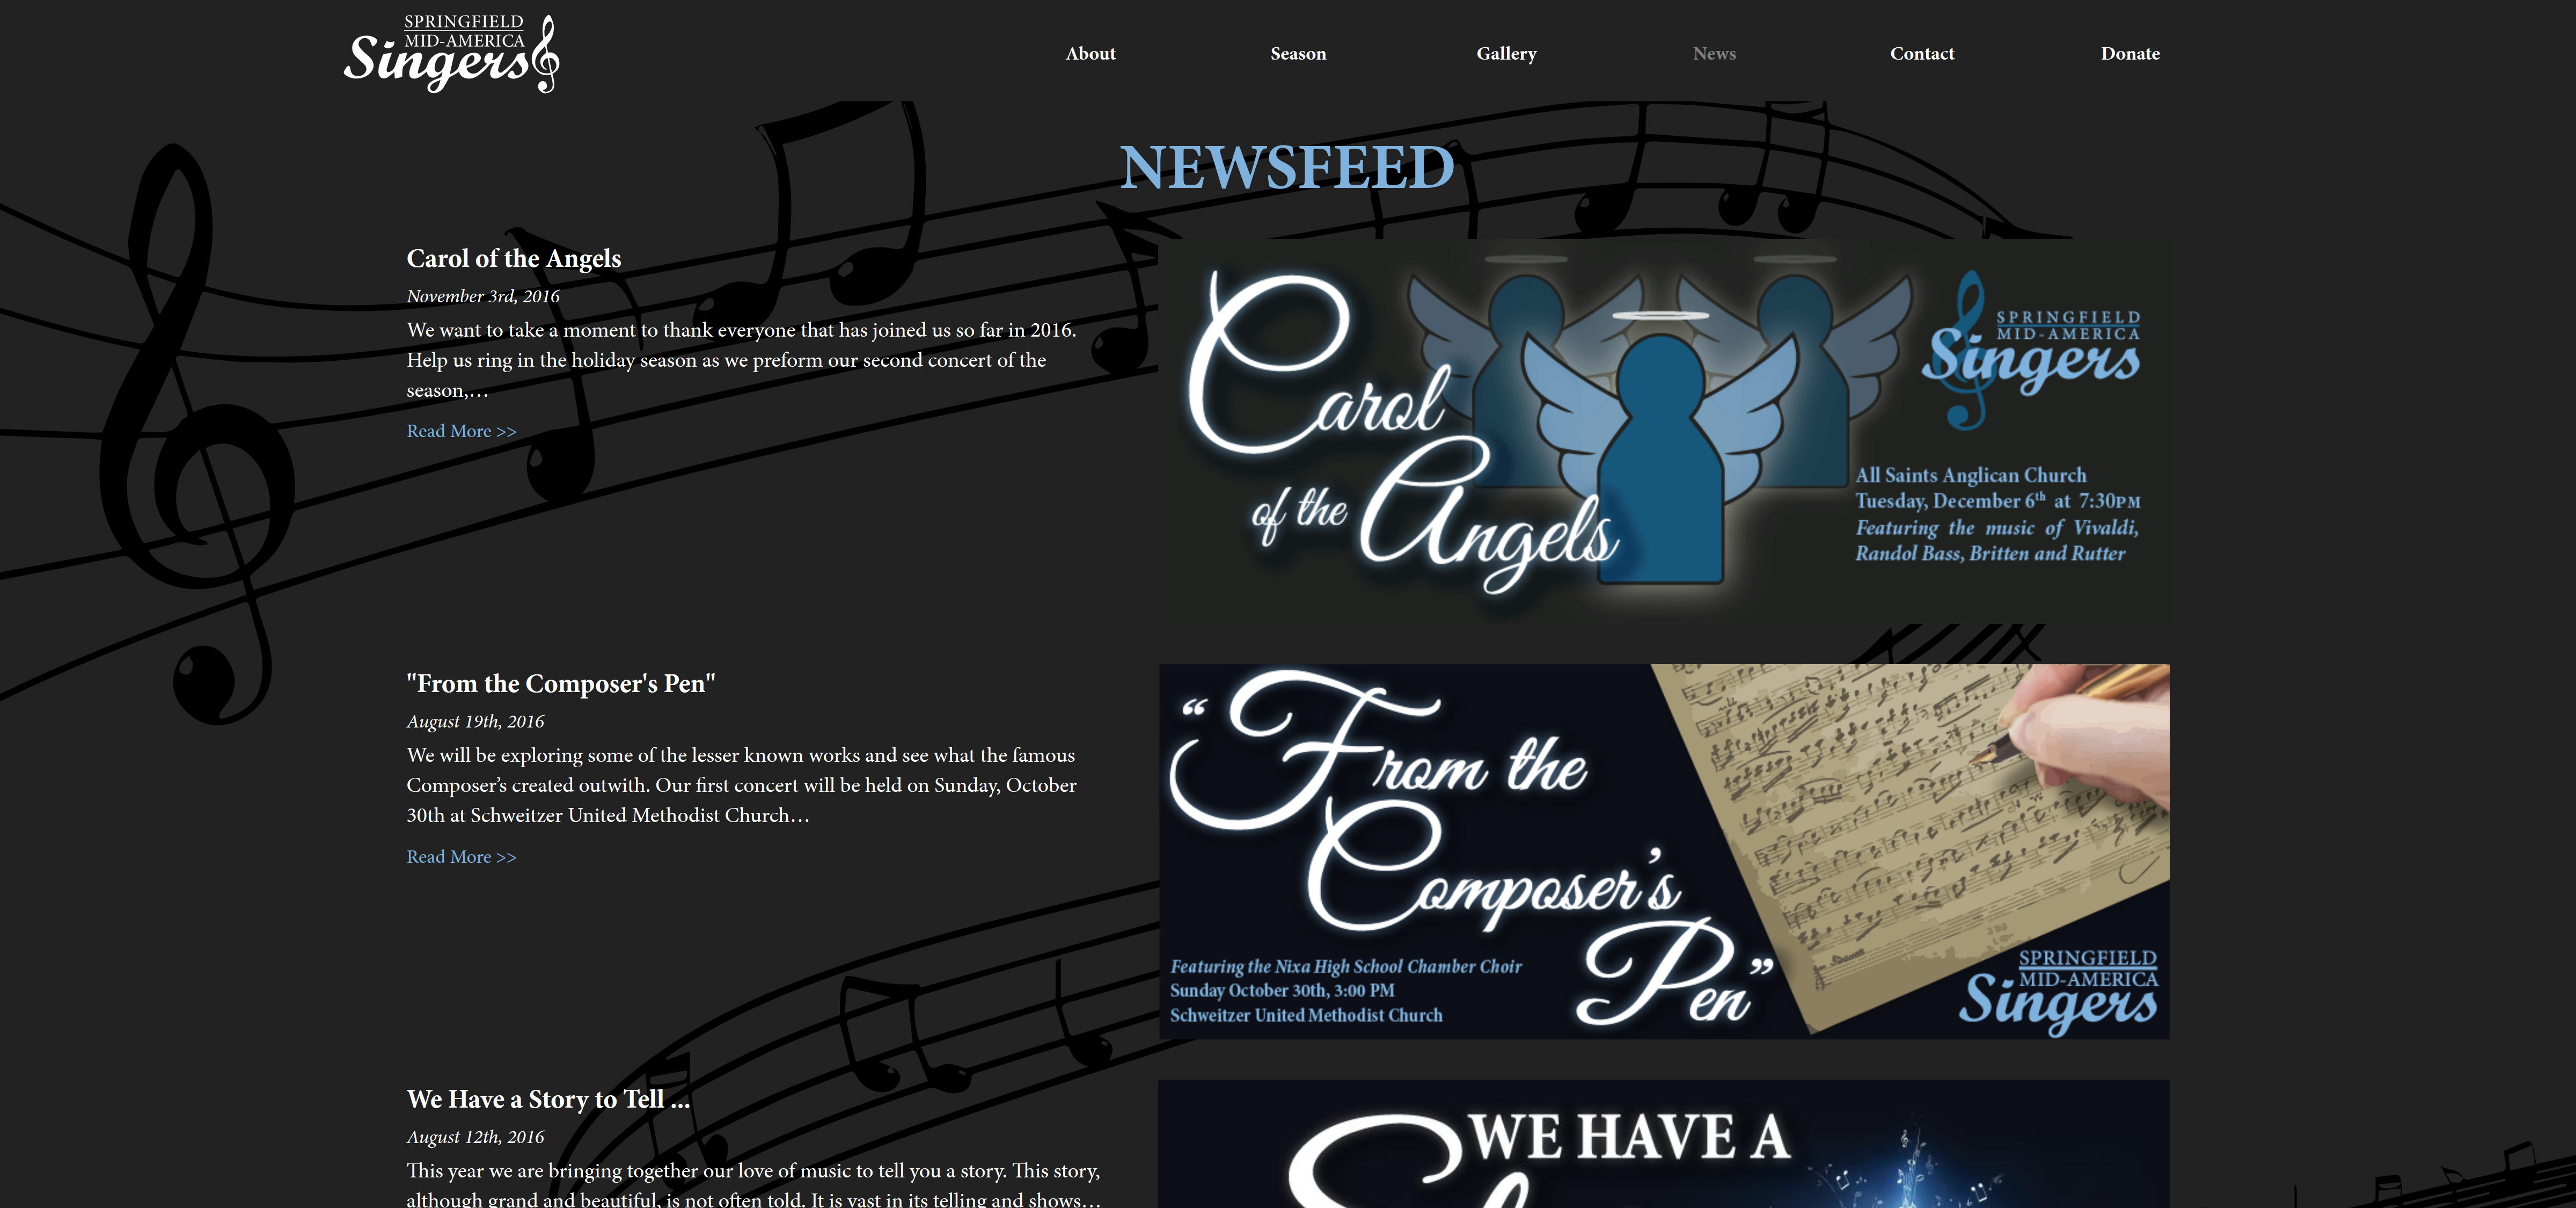 SPRINGFIELD
MID-AMERICA
Singers
About
Season
Gallery
News
Contact
Donate
NEWSFEED
Carol of the Angels
November 3rd, 2016
We want to take a moment to thank everyone that has joined us so far in 2016.
Help us ring in the holiday season as we preform our second concert of the
season,…
Read More >>
Carol
of the Angels
SPRINGFIELD
MID-AMERICA
Singers
All Saints Anglican Church
Tuesday, December 6th at 7:30PM
Featuring the music of Vivaldi,
Randol Bass, Britten and Rutter
"From the Composer's Pen"
August 19th, 2016
We will be exploring some of the lesser known works and see what the famous
Composer’s created outwith. Our first concert will be held on Sunday, October
30th at Schweitzer United Methodist Church…
Read More >>
“From the
Composer’s
Pen”
Featuring the Nixa High School Chamber Choir
Sunday October 30th, 3:00 PM
Schweitzer United Methodist Church
SPRINGFIELD
MID-AMERICA
Singers
We Have a Story to Tell ...
August 12th, 2016
This year we are bringing together our love of music to tell you a story. This story,
although grand and beautiful, is not often told. It is vast in its telling and shows…
WE HAVE A